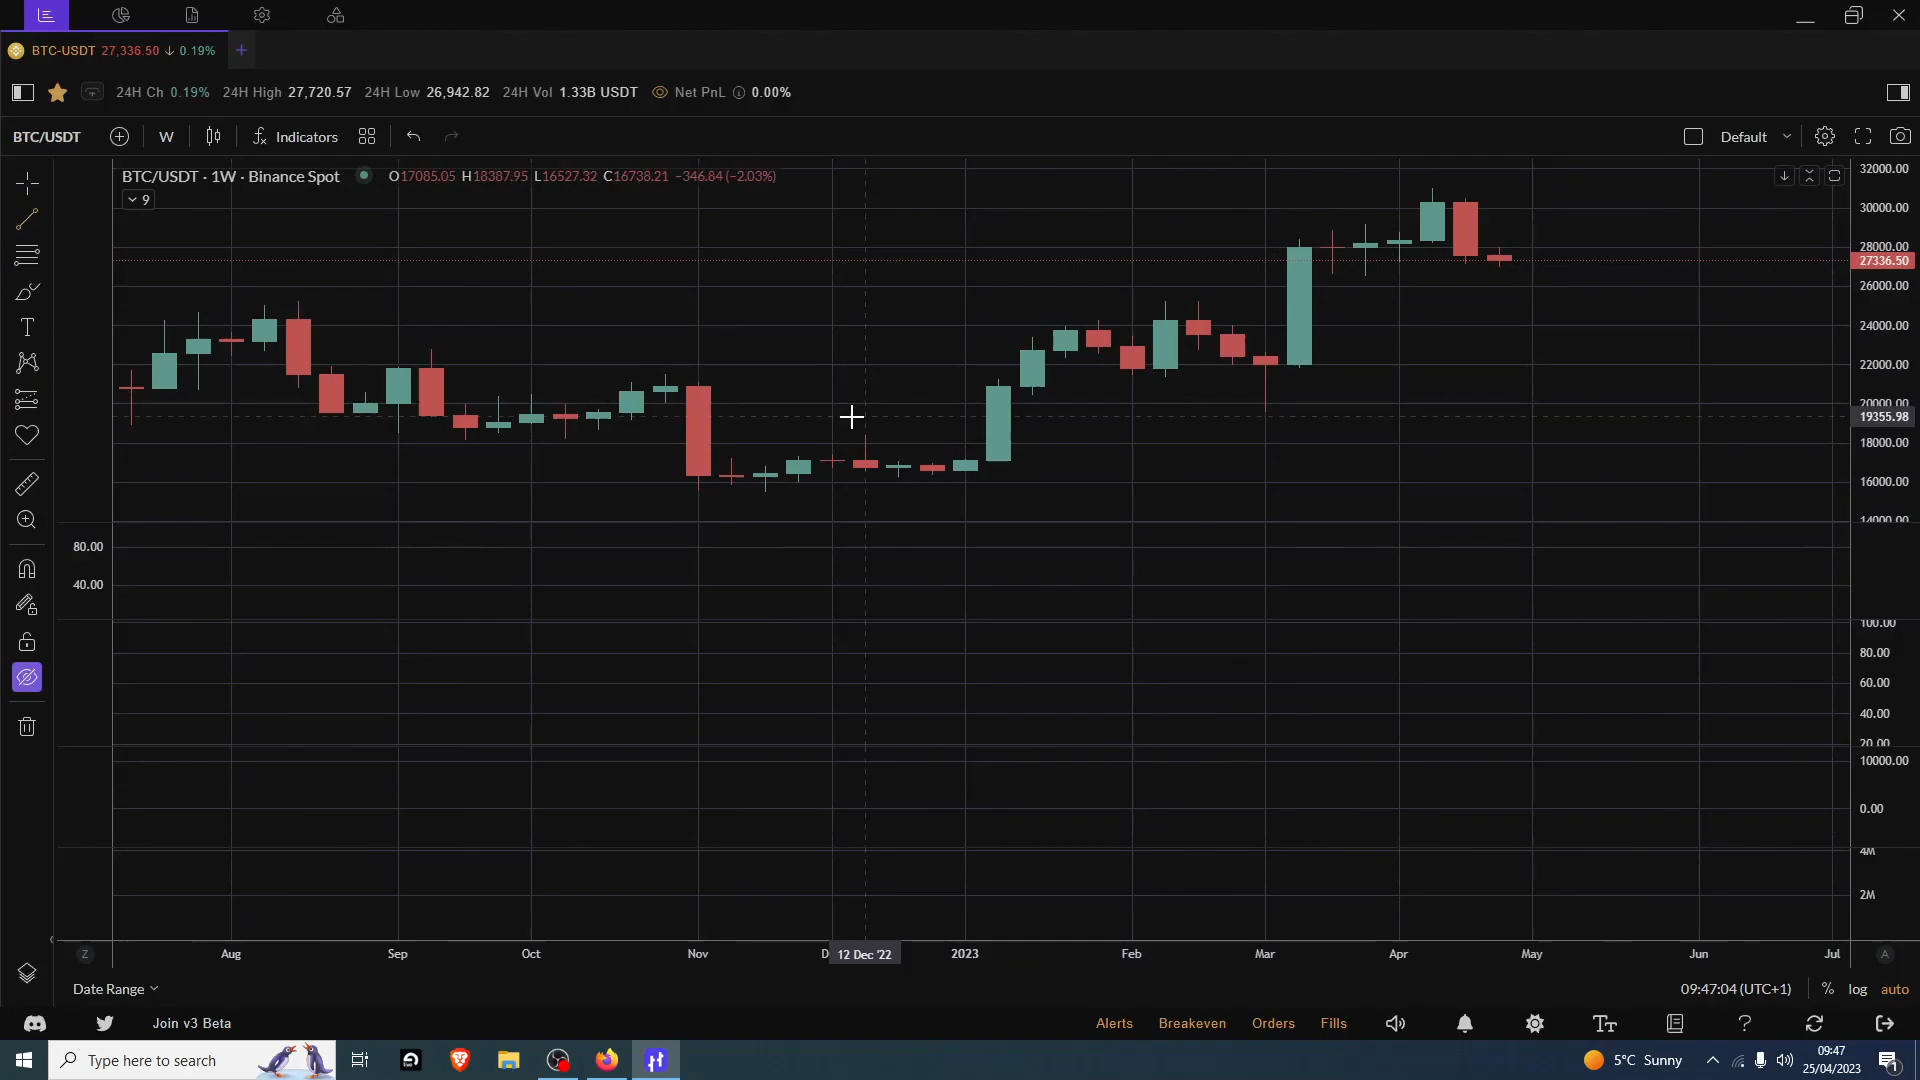 BTC-USDT 27,336.50 ↓ 0.19% +
24H Ch 0.19% 24H High 27,720.57 24H Low 26,942.82 24H Vol 1.33B USDT Net PnL 0.00%
BTC/USDT W Indicators Default
BTC/USDT · 1W · Binance Spot O17085.05 H18387.95 L16527.32 C16738.21 −346.84 (−2.03%)
9
32000.00
30000.00
28000.00
27336.50
26000.00
24000.00
22000.00
20000.00
19355.98
18000.00
16000.00
14000.00
80.00
40.00
100.00
80.00
60.00
40.00
20.00
10000.00
0.00
4M
2M
Z Aug Sep Oct Nov D 12 Dec '22 2023 Feb Mar Apr May Jun Jul A
Date Range 09:47:04 (UTC+1) % log auto
Join v3 Beta Alerts Breakeven Orders Fills
Type here to search 5°C Sunny 09:47
25/04/2023 1